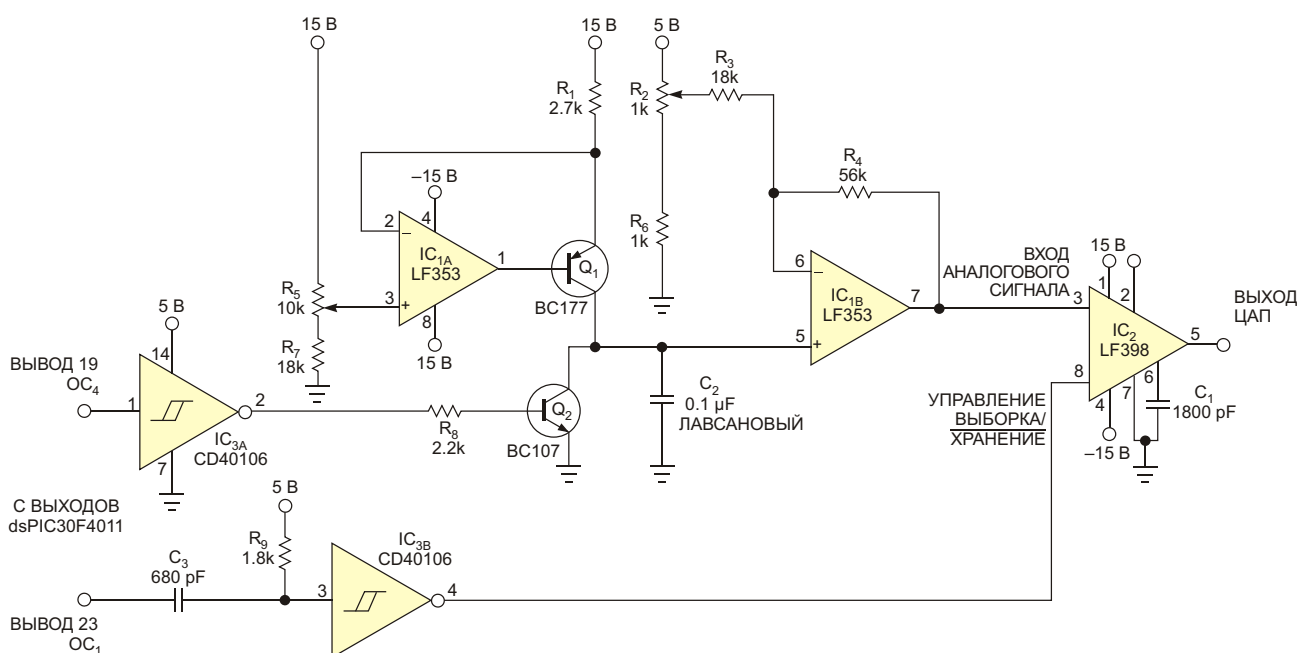 15 В
15 В
5 В
R1
2.7k
R2
1k
R3
18k
R4
56k
–15 В
2
4
–
IC1A
LF353
1
3
+
8
15 В
Q1
BC177
R5
10k
R7
18k
R6
1k
6
–
IC1B
LF353
7
5
+
ВХОД
АНАЛОГОВОГО
СИГНАЛА
15 В
1
2
3
IC2
LF398
5
ВЫХОД
ЦАП
8
6
7
4
–15 В
C1
1800 pF
УПРАВЛЕНИЕ
ВЫБОРКА/
ХРАНЕНИЕ
5 В
14
ВЫВОД 19
OC4
1
2
IC3A
CD40106
7
R8
2.2k
Q2
BC107
C2
0.1 µF
ЛАВСАНОВЫЙ
С ВЫХОДОВ
dsPIC30F4011
5 В
R9
1.8k
C3
680 pF
IC3B
CD40106
3
4
ВЫВОД 23
OC1